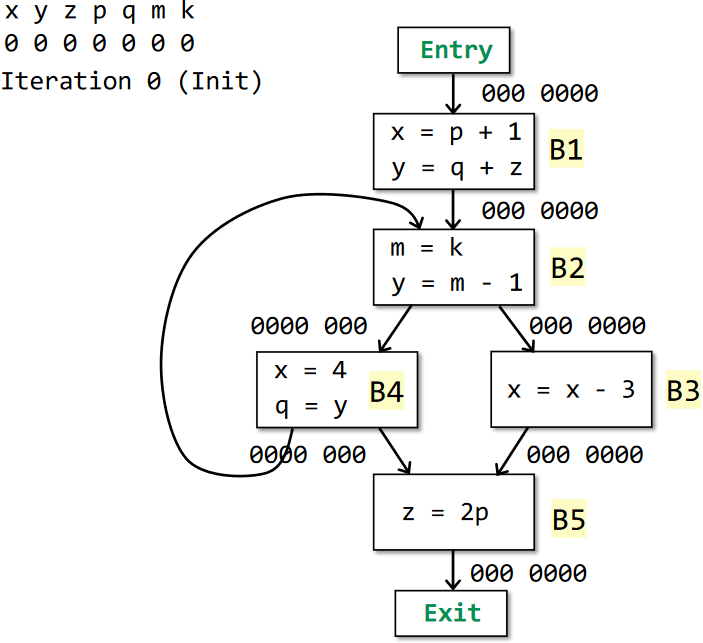 x y z p q m k
0 0 0 0 0 0 0
Iteration 0 (Init)
Entry
000 0000
x = p + 1
y = q + z
B1
000 0000
m = k
y = m - 1
B2
0000 000
000 0000
x = 4
q = y
B4
x = x - 3
B3
0000 000
000 0000
z = 2p
B5
000 0000
Exit